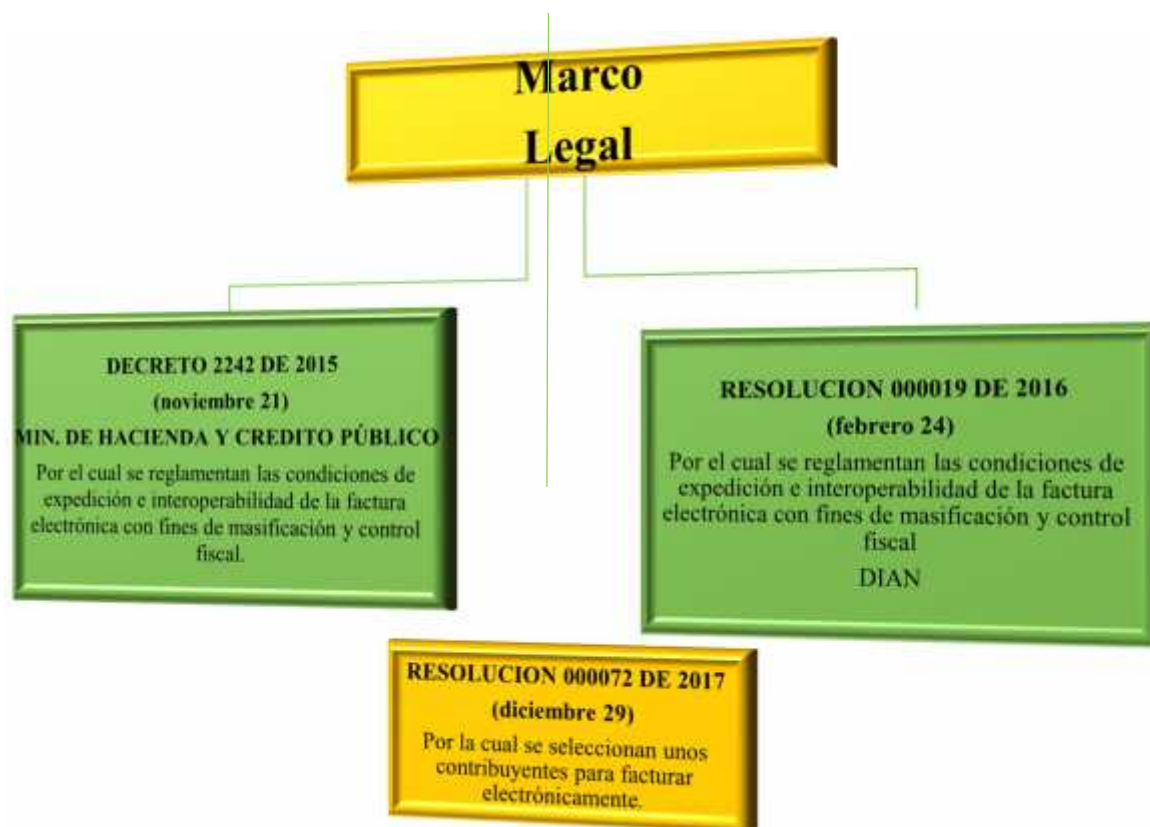 Marco
Legal
DECRETO 2242 DE 2015
(noviembre 21)
MIN. DE HACIENDA Y CREDITO PÚBLICO
Por el cual se reglamentan las condiciones de
expedición e interoperabilidad de la factura
electrónica con fines de masificación y control
fiscal.
RESOLUCION 000019 DE 2016
(febrero 24)
Por el cual se reglamentan las condiciones de
expedición e interoperabilidad de la factura
electrónica con fines de masificación y control
fiscal
DIAN
RESOLUCION 000072 DE 2017
(diciembre 29)
Por la cual se seleccionan unos
contribuyentes para facturar
electrónicamente.